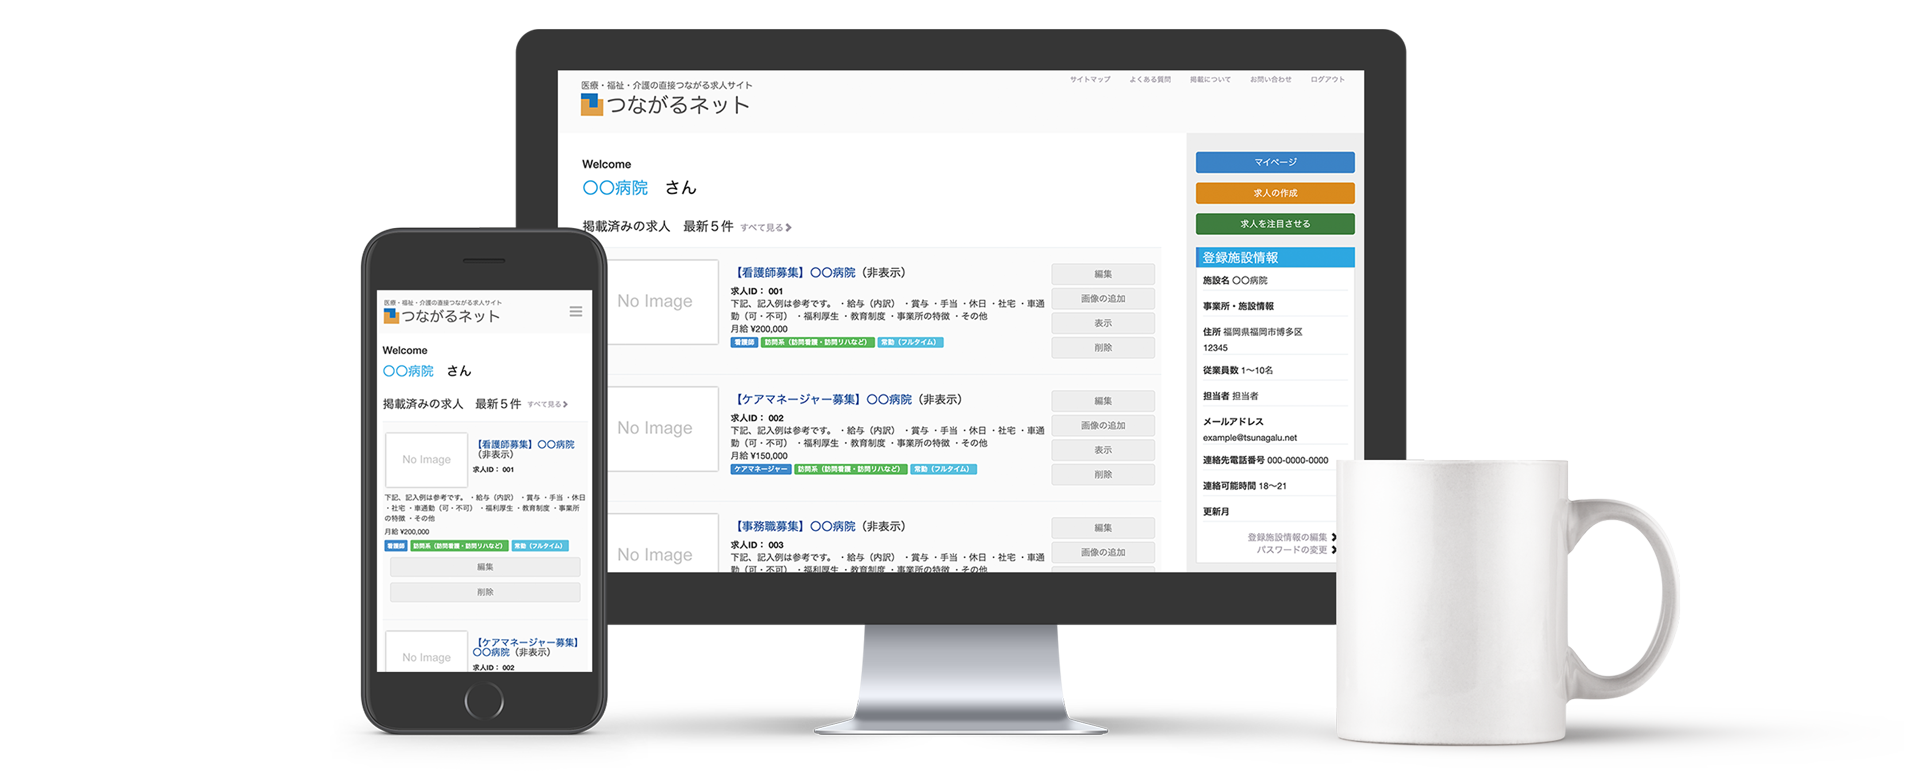 医療・福祉・介護の直接つながる求人サイト
つながるネット
サイトマップ よくある質問 掲載について お問い合わせ ログアウト
Welcome
〇〇病院 さん
掲載済みの求人 最新５件 すべて見る
No Image
【看護師募集】〇〇病院（非表示）
求人ID： 001
下記、記入例は参考です。 ・給与（内訳） ・賞与 ・手当 ・休日 ・社宅 ・車通
勤（可・不可） ・福利厚生 ・教育制度 ・事業所の特徴 ・その他
月給 ¥200,000
看護師 訪問系（訪問看護・訪問リハなど） 常勤（フルタイム）
編集
画像の追加
表示
削除
No Image
【ケアマネージャー募集】〇〇病院（非表示）
求人ID： 002
下記、記入例は参考です。 ・給与（内訳） ・賞与 ・手当 ・休日 ・社宅 ・車通
勤（可・不可） ・福利厚生 ・教育制度 ・事業所の特徴 ・その他
月給 ¥150,000
ケアマネージャー 訪問系（訪問看護・訪問リハなど） 常勤（フルタイム）
編集
画像の追加
表示
削除
No Image
【事務職募集】〇〇病院（非表示）
求人ID： 003
下記、記入例は参考です。 ・給与（内訳） ・賞与 ・手当 ・休日 ・社宅 ・車通
勤（可・不可） ・福利厚生 ・教育制度 ・事業所の特徴 ・その他
編集
画像の追加
マイページ
求人の作成
求人を注目させる
登録施設情報
施設名 〇〇病院
事業所・施設情報
住所 福岡県福岡市博多区
12345
従業員数 1〜10名
担当者 担当者
メールアドレス
example@tsunagalu.net
連絡先電話番号 000-0000-0000
連絡可能時間 18〜21
更新月
登録施設情報の編集
パスワードの変更
医療・福祉・介護の直接つながる求人サイト
つながるネット
Welcome
〇〇病院 さん
掲載済みの求人 最新５件 すべて見る
No Image
【看護師募集】〇〇病院
（非表示）
求人ID： 001
下記、記入例は参考です。 ・給与（内訳） ・賞与 ・手当 ・休日
・社宅 ・車通勤（可・不可） ・福利厚生 ・教育制度 ・事業所
の特徴 ・その他
月給 ¥200,000
看護師 訪問系（訪問看護・訪問リハなど） 常勤（フルタイム）
編集
削除
No Image
【ケアマネージャー募集】
〇〇病院（非表示）
求人ID： 002